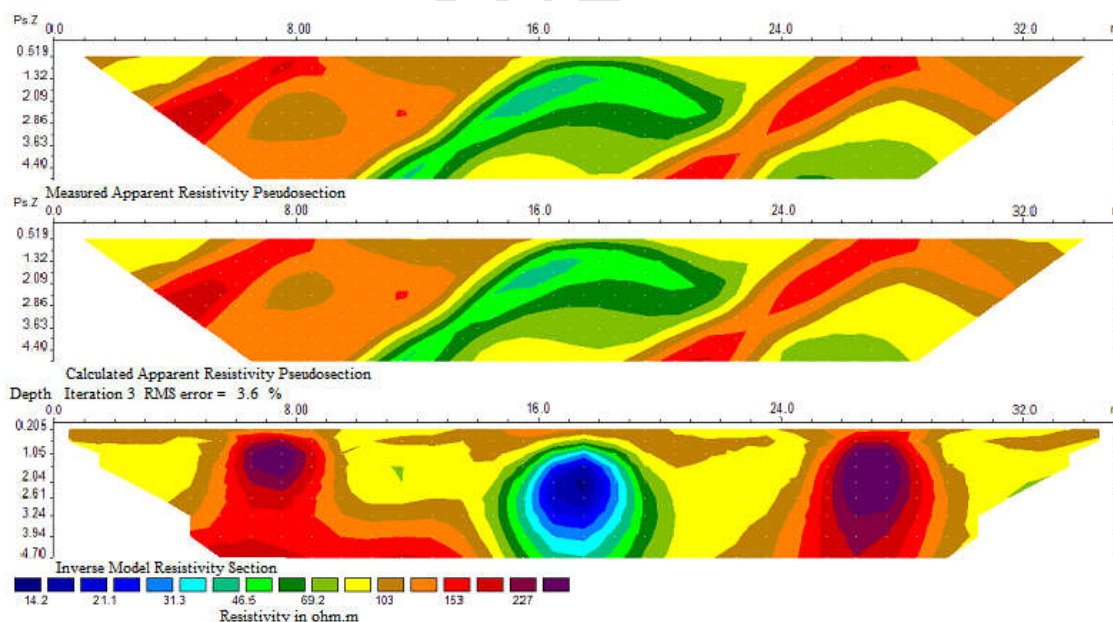 Ps.Z 0.0 8.00 16.0 24.0 32.0 m
0.519
1.32
2.09
2.86
3.63
4.40
Measured Apparent Resistivity Pseudosection
Ps.Z 0.0 8.00 16.0 24.0 32.0 m
0.519
1.32
2.09
2.86
3.63
4.40
Calculated Apparent Resistivity Pseudosection
Depth Iteration 3 RMS error = 3.6 %
0.0 8.00 16.0 24.0 32.0 m
0.205
1.05
2.04
2.61
3.24
3.94
4.70
Inverse Model Resistivity Section
14.2 21.1 31.3 46.5 69.2 103 153 227
Resistivity in ohm.m